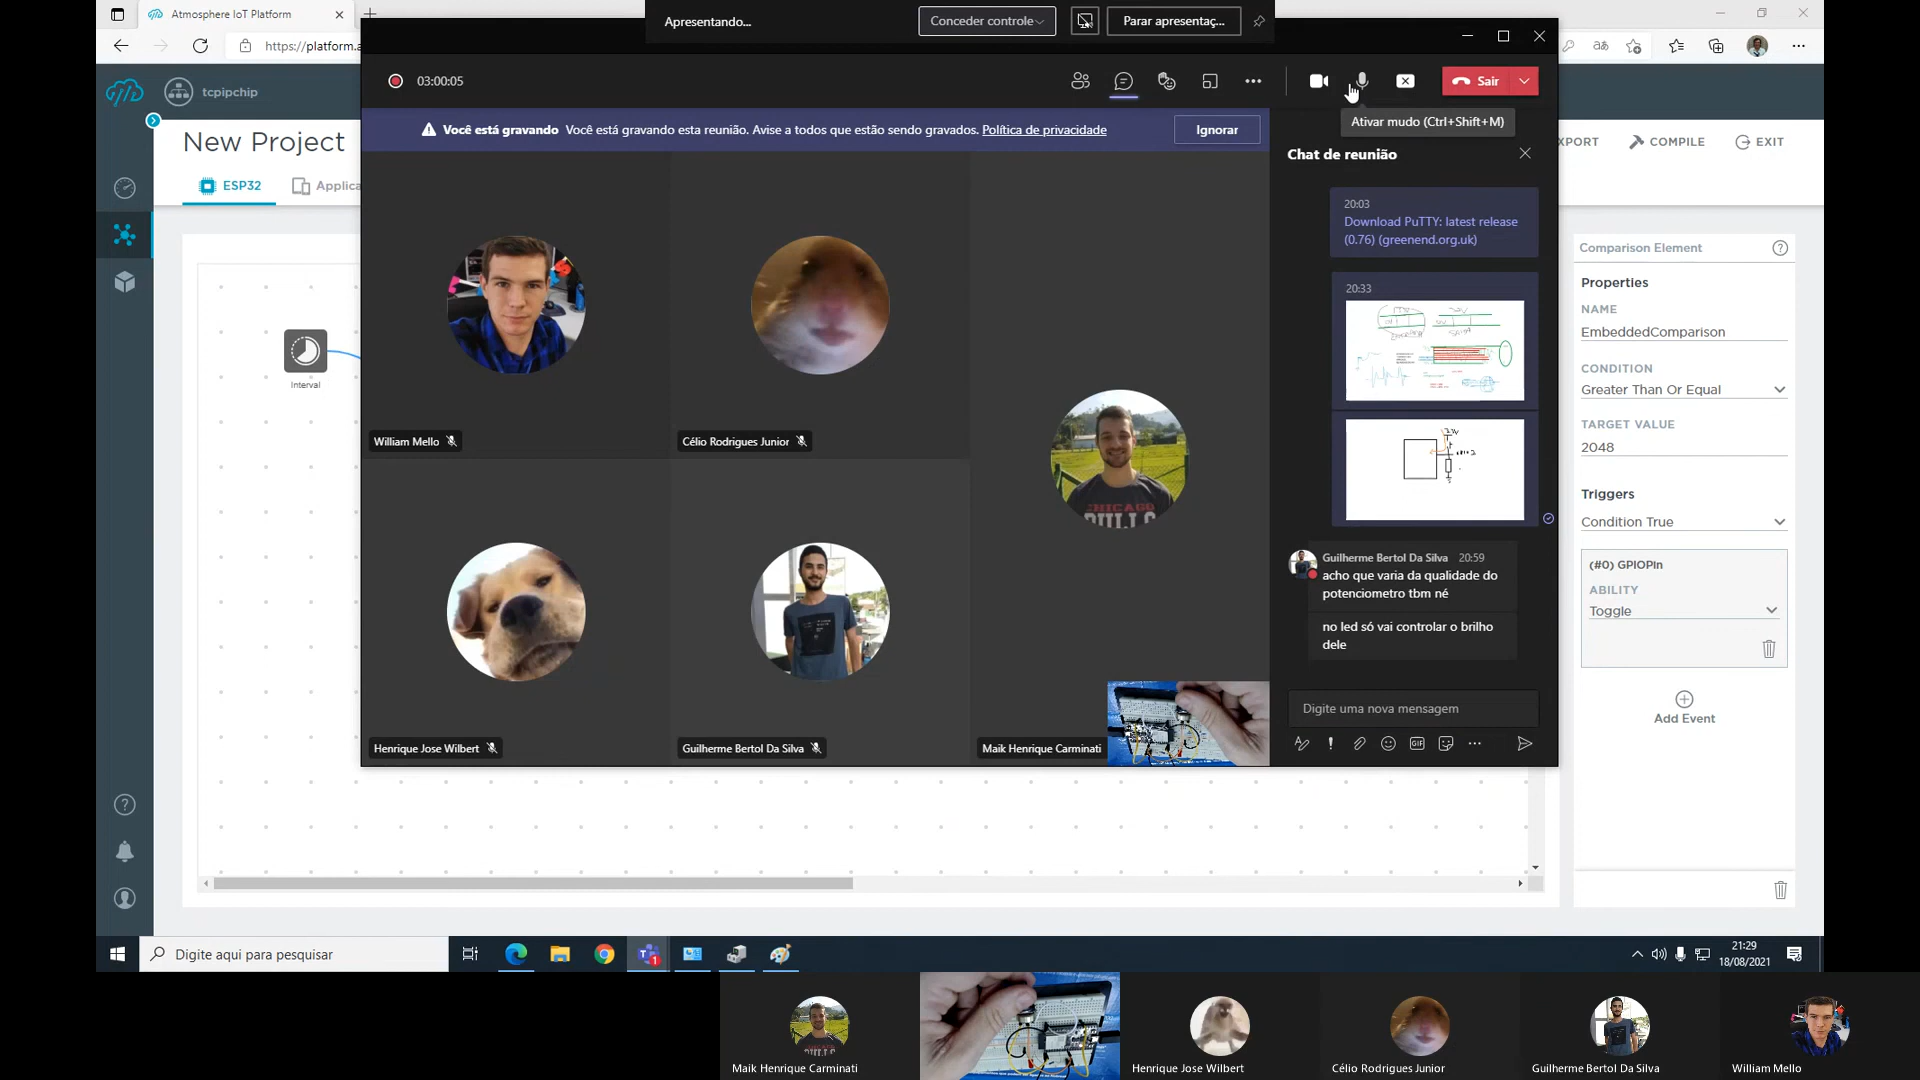 Atmosphere IoT Platform
Apresentando...
Conceder controle
Parar apresentaç...
https://platform.a
tcpipchip
03:00:05
Sair
Ativar mudo (Ctrl+Shift+M)
Você está gravando Você está gravando esta reunião. Avise a todos que estão sendo gravados. Política de privacidade
Ignorar
New Project
XPORT
COMPILE
EXIT
ESP32
Applica
Chat de reunião
20:03
Download PuTTY: latest release
(0.76) (greenend.org.uk)
20:33
Interval
William Mello
Célio Rodrigues Junior
Guilherme Bertol Da Silva 20:59
acho que varia da qualidade do
potenciometro tbm né
no led só vai controlar o brilho
dele
Henrique Jose Wilbert
Guilherme Bertol Da Silva
Maik Henrique Carminati
Digite uma nova mensagem
GIF
Comparison Element
Properties
NAME
EmbeddedComparison
CONDITION
Greater Than Or Equal
TARGET VALUE
2048
Triggers
Condition True
(#0) GPIOPin
ABILITY
Toggle
Add Event
Digite aqui para pesquisar
1
21:29
18/08/2021
Maik Henrique Carminati
Henrique Jose Wilbert
Célio Rodrigues Junior
Guilherme Bertol Da Silva
William Mello